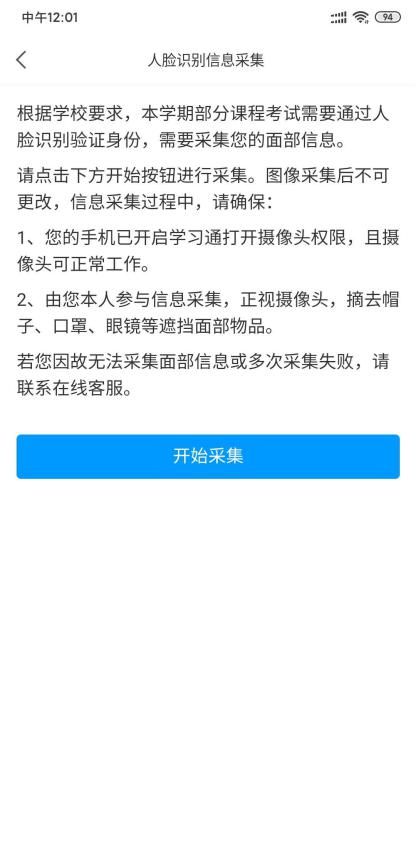 中午12:01
94
人脸识别信息采集
根据学校要求，本学期部分课程考试需要通过人
脸识别验证身份，需要采集您的面部信息。
请点击下方开始按钮进行采集。图像采集后不可
更改，信息采集过程中，请确保：
1、您的手机已开启学习通打开摄像头权限，且摄
像头可正常工作。
2、由您本人参与信息采集，正视摄像头，摘去帽
子、口罩、眼镜等遮挡面部物品。
若您因故无法采集面部信息或多次采集失败，请
联系在线客服。
开始采集